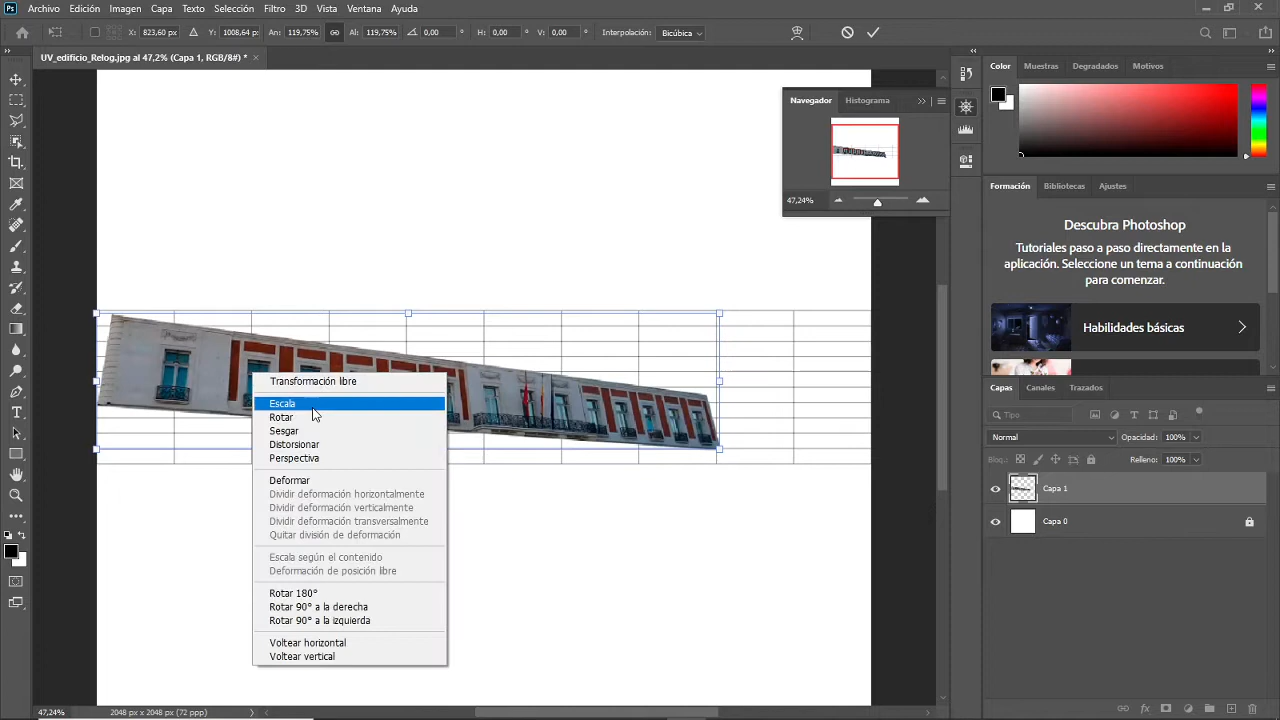 Archivo Edición Imagen Capa Texto Selección Filtro 3D Vista Ventana Ayuda
X: 823,60 px Y: 1008,64 px An: 119,75% Al: 119,75% 0,00 ° H: 0,00 ° V: 0,00 ° Interpolación: Bicúbica
UV_edificio_Relog.jpg al 47,2% (Capa 1, RGB/8#) *
Color Muestras Degradados Motivos
Navegador Histograma
47,24%
Formación Bibliotecas Ajustes
Descubra Photoshop
Tutoriales paso a paso directamente en la
aplicación. Seleccione un tema a continuación
para empezar.
Habilidades básicas
Transformación libre
Escala
Rotar
Sesgar
Distorsionar
Perspectiva
Deformar
Dividir deformación horizontalmente
Dividir deformación verticalmente
Dividir deformación transversalmente
Quitar división de deformación
Escala según el contenido
Deformación de posición libre
Rotar 180°
Rotar 90° a la derecha
Rotar 90° a la izquierda
Voltear horizontal
Voltear vertical
Capas Canales Trazados
Tipo
Normal Opacidad: 100%
Bloq.: Relleno: 100%
Capa 1
Capa 0
47,24% 2048 px x 2048 px (72 ppp)